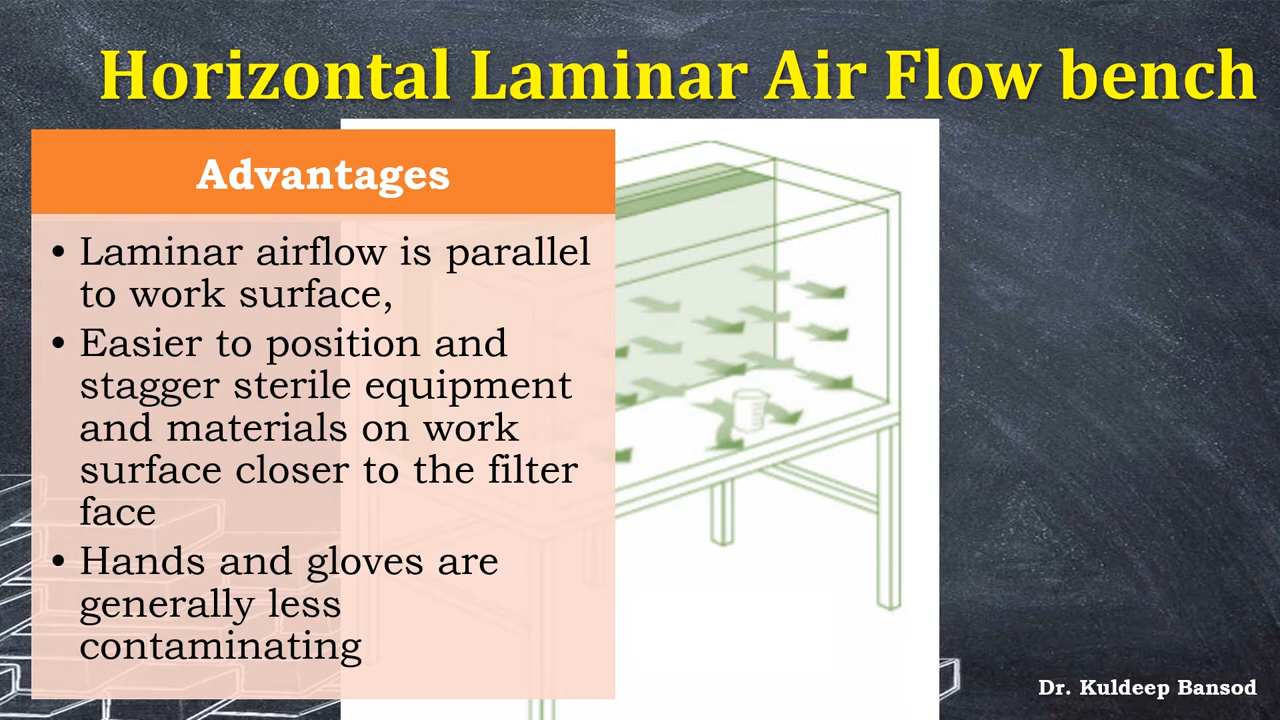 Horizontal Laminar Air Flow bench
Advantages
• Laminar airflow is parallel
to work surface,
• Easier to position and
stagger sterile equipment
and materials on work
surface closer to the filter
face
• Hands and gloves are
generally less
contaminating
Dr. Kuldeep Bansod